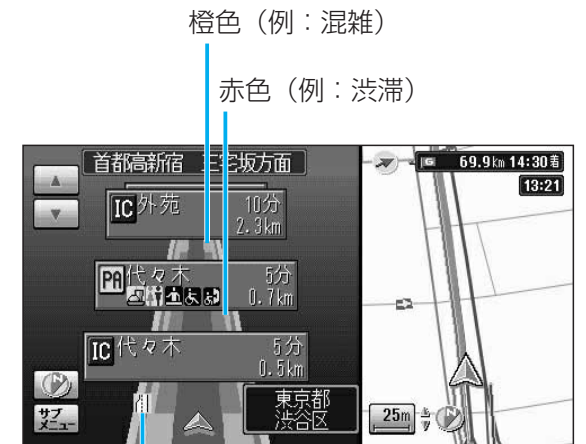 橙色（例：混雑）
赤色（例：渋滞）
首都高新宿 三宅坂方面
IC 外苑 10分
2.3km
PA 代々木 5分
0.7km
IC 代々木 5分
0.5km
サブ
メニュー
東京都
渋谷区
69.9km 14:30着
13:21
25m